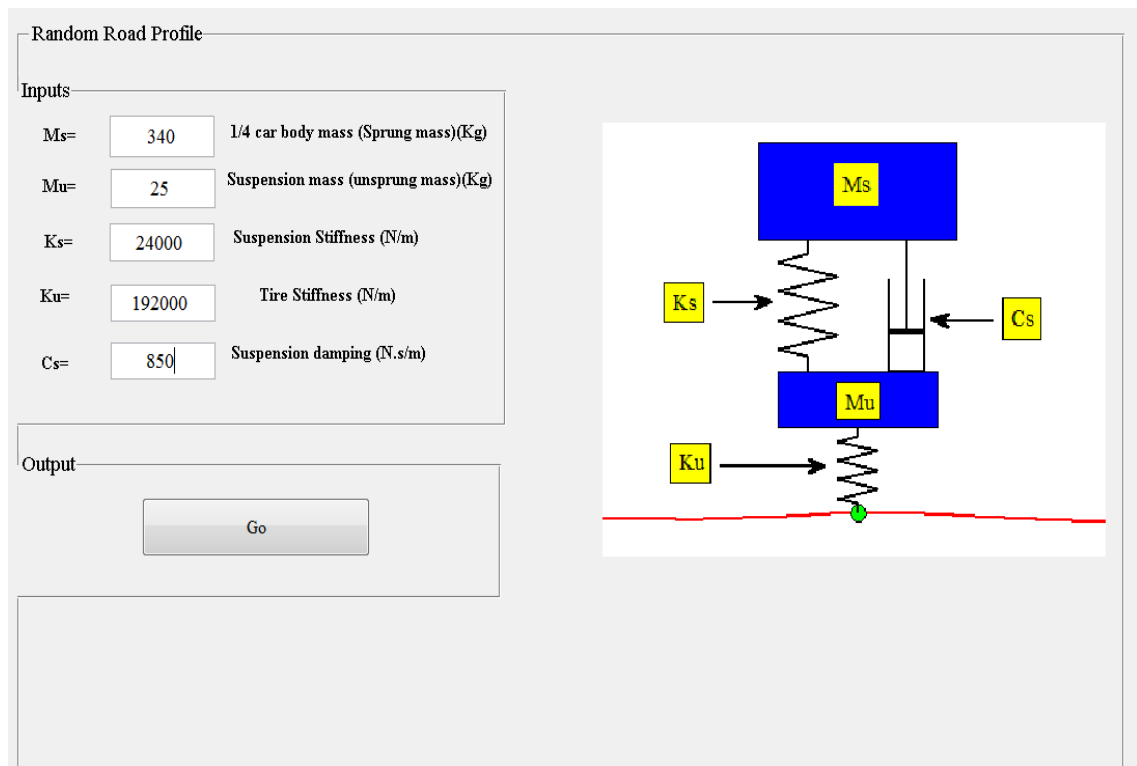 Random Road Profile
Inputs
Ms= 340 1/4 car body mass (Sprung mass)(Kg)
Mu= 25 Suspension mass (unsprung mass)(Kg)
Ks= 24000 Suspension Stiffness (N/m)
Ku= 192000 Tire Stiffness (N/m)
Cs= 850 Suspension damping (N.s/m)
Output
Go
Ms
Ks
Cs
Mu
Ku